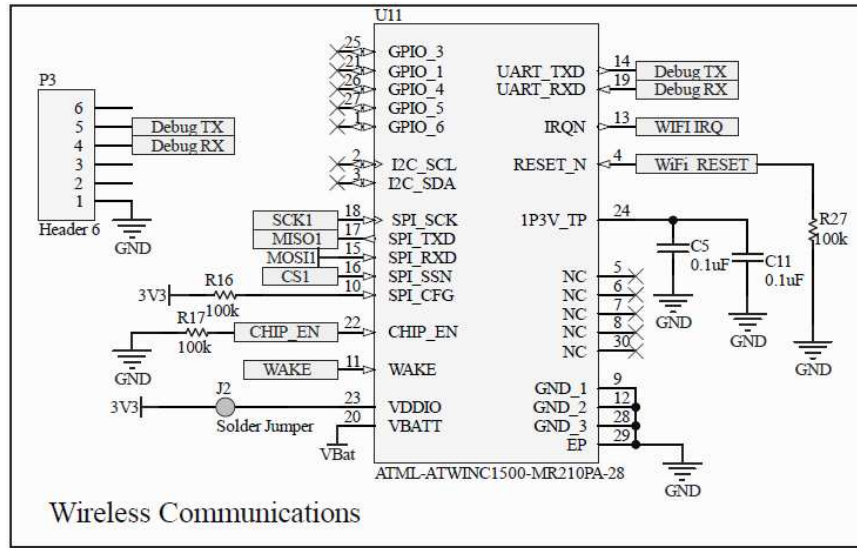 U11
P3
6
5 Debug TX
4 Debug RX
3
2
1
Header 6
GND
25 GPIO_3
21 GPIO_1
26 GPIO_4
27 GPIO_5
1 GPIO_6
2 I2C_SCL
3 I2C_SDA
SCK1 18 SPI_SCK
MISO1 17 SPI_TXD
MOSI1 15 SPI_RXD
CS1 16 SPI_SSN
3V3 R16 100k 10 SPI_CFG
GND R17 100k CHIP_EN 22 CHIP_EN
WAKE 11 WAKE
3V3 J2 Solder Jumper 23 VDDIO
VBat 20 VBATT
UART_TXD 14 Debug TX
UART_RXD 19 Debug RX
IRQN 13 WIFI IRQ
RESET_N 4 WiFi_RESET
1P3V_TP 24
R27
100k
GND
C5
0.1uF
GND
C11
0.1uF
GND
NC 5
NC 6
NC 7
NC 8
NC 30
GND_1 9
GND_2 12
GND_3 28
EP 29
GND
ATML-ATWINC1500-MR210PA-28
Wireless Communications